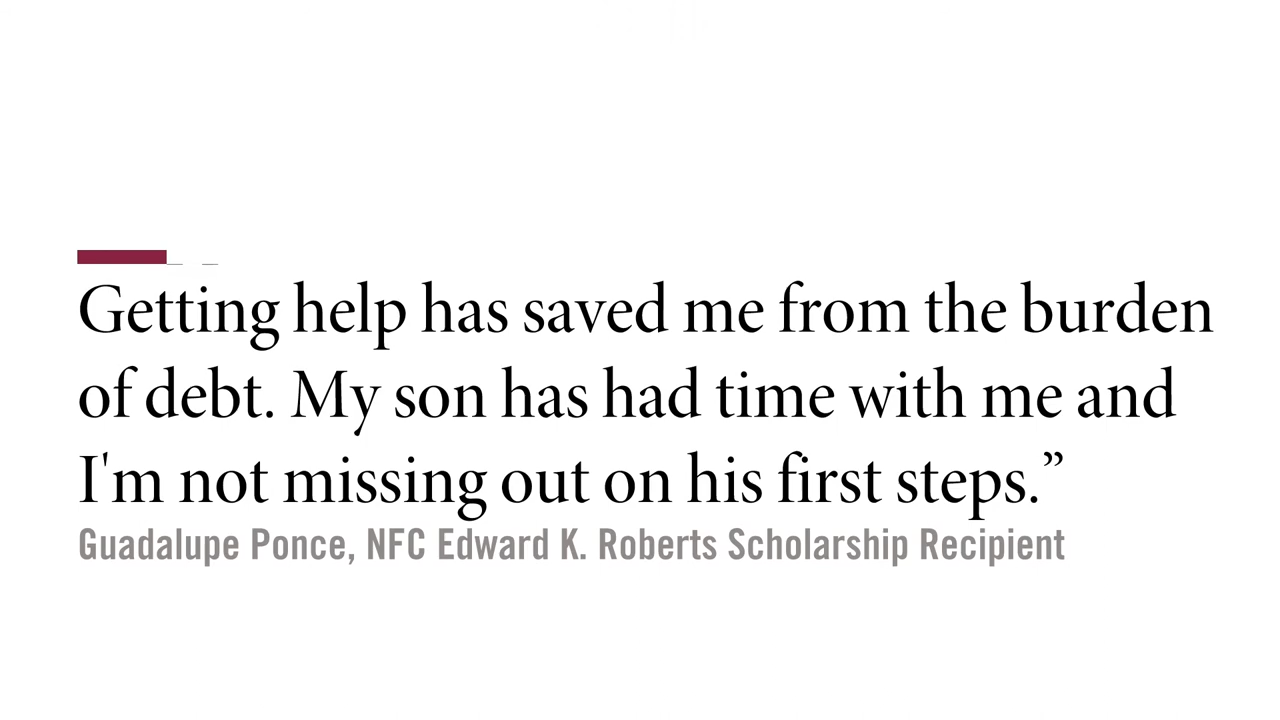 Getting help has saved me from the burden
of debt. My son has had time with me and
I'm not missing out on his first steps.”
Guadalupe Ponce, NFC Edward K. Roberts Scholarship Recipient